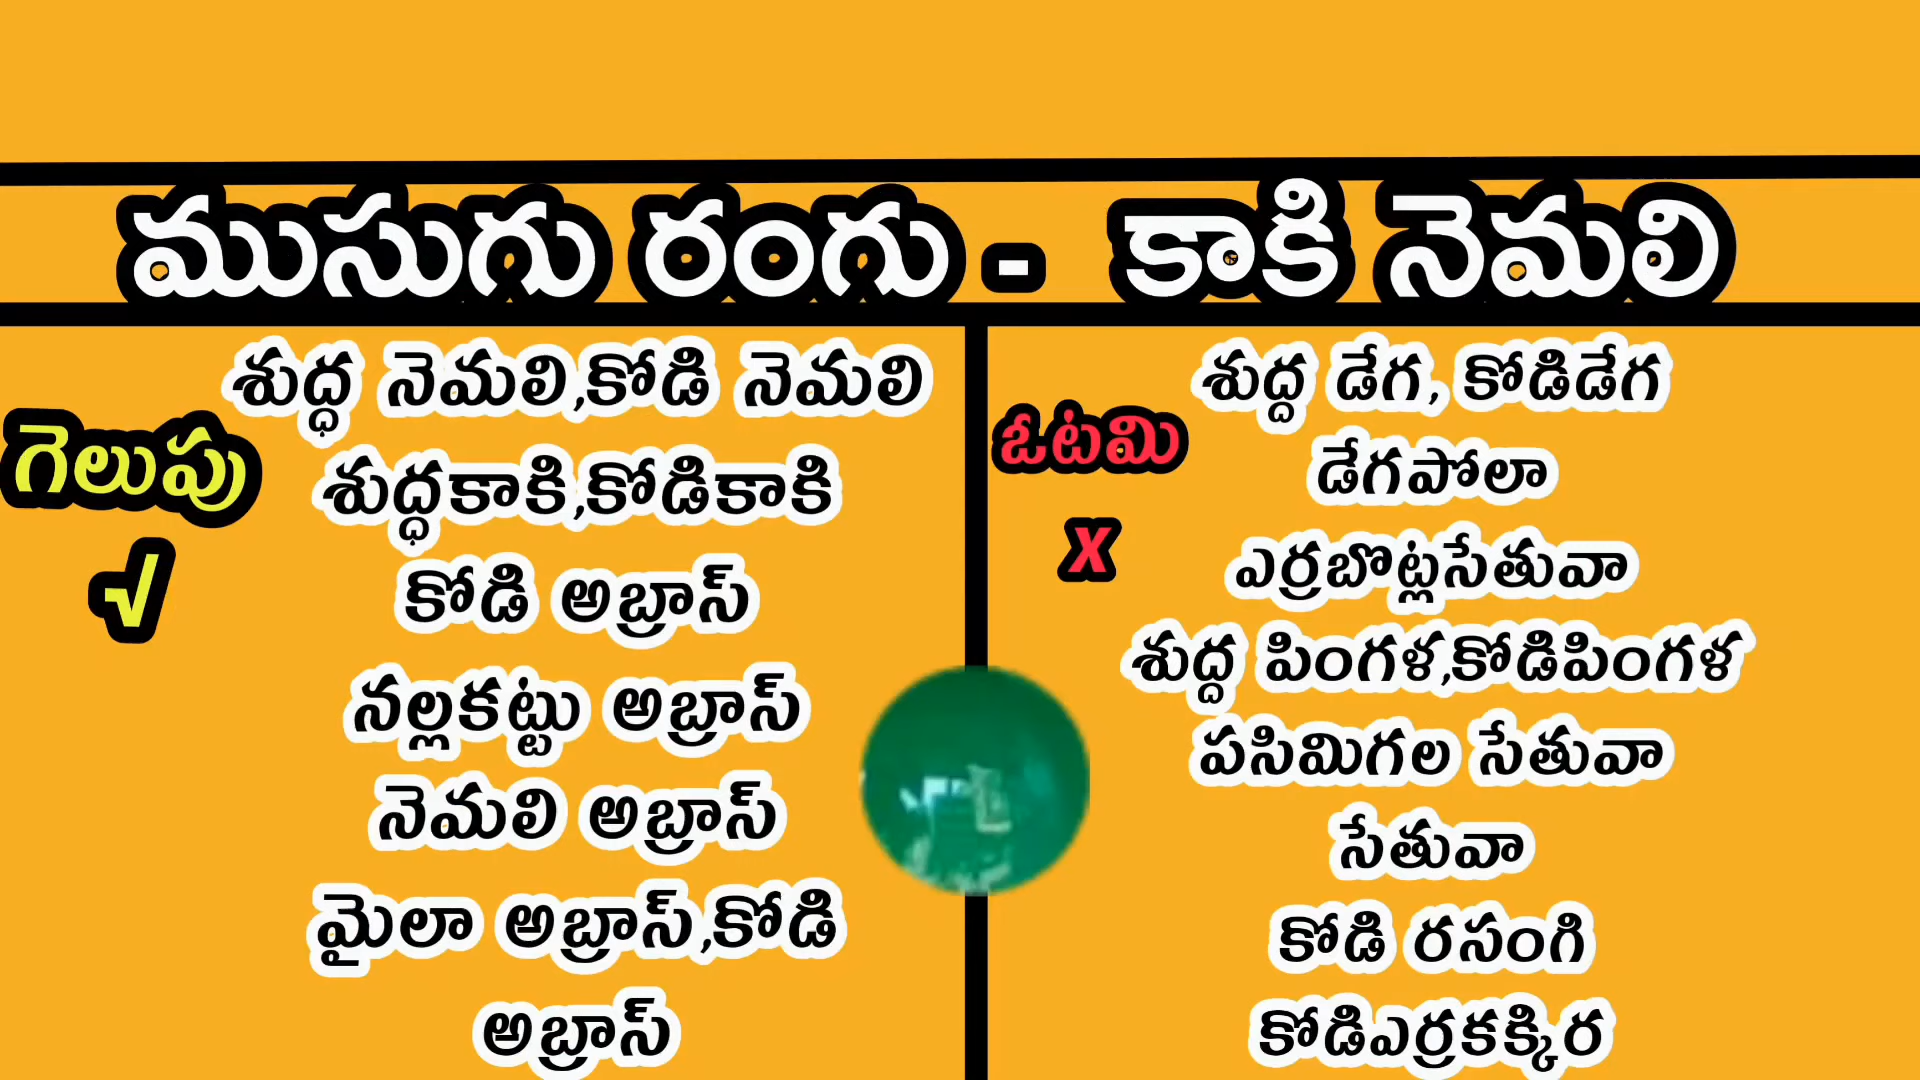 ముసుగు రంగు - కాకి నెమలి
గెలుపు
√
శుద్ధ నెమలి,కోడి నెమలి
శుద్ధకాకి,కోడికాకి
కోడి అబ్రాస్
నల్లకట్టు అబ్రాస్
నెమలి అబ్రాస్
మైలా అబ్రాస్,కోడి
అబ్రాస్
ఓటమి
x
శుద్ద డేగ, కోడిడేగ
డేగపోలా
ఎర్రబొట్లసేతువా
శుద్ద పింగళ,కోడిపింగళ
పసిమిగల సేతువా
సేతువా
కోడి రసంగి
కోడిఎర్రకక్కిర